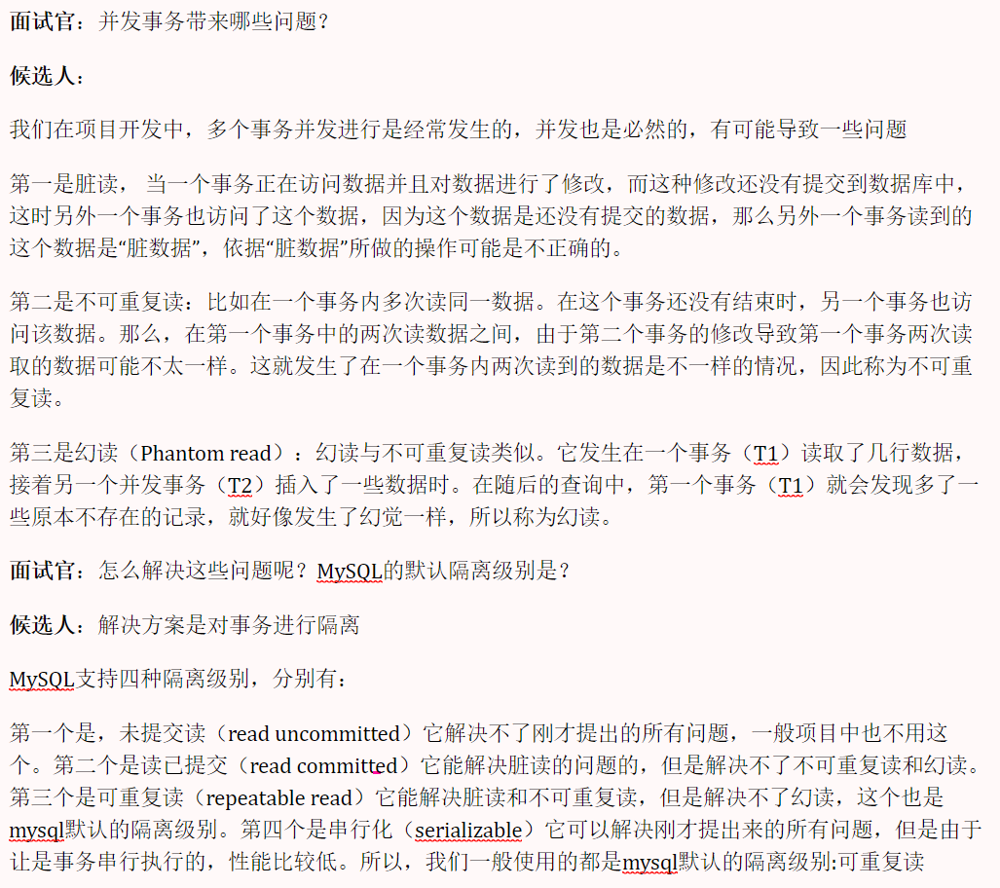 面试官：并发事务带来哪些问题？
候选人：
我们在项目开发中，多个事务并发进行是经常发生的，并发也是必然的，有可能导致一些问题
第一是脏读， 当一个事务正在访问数据并且对数据进行了修改，而这种修改还没有提交到数据库中，
这时另外一个事务也访问了这个数据，因为这个数据是还没有提交的数据，那么另外一个事务读到的
这个数据是“脏数据”，依据“脏数据”所做的操作可能是不正确的。
第二是不可重复读：比如在一个事务内多次读同一数据。在这个事务还没有结束时，另一个事务也访
问该数据。那么，在第一个事务中的两次读数据之间，由于第二个事务的修改导致第一个事务两次读
取的数据可能不太一样。这就发生了在一个事务内两次读到的数据是不一样的情况，因此称为不可重
复读。
第三是幻读（Phantom read）：幻读与不可重复读类似。它发生在一个事务（T1）读取了几行数据，
接着另一个并发事务（T2）插入了一些数据时。在随后的查询中，第一个事务（T1）就会发现多了一
些原本不存在的记录，就好像发生了幻觉一样，所以称为幻读。
面试官：怎么解决这些问题呢？MySQL的默认隔离级别是？
候选人：解决方案是对事务进行隔离
MySQL支持四种隔离级别，分别有：
第一个是，未提交读（read uncommitted）它解决不了刚才提出的所有问题，一般项目中也不用这
个。第二个是读已提交（read committed）它能解决脏读的问题的，但是解决不了不可重复读和幻读。
第三个是可重复读（repeatable read）它能解决脏读和不可重复读，但是解决不了幻读，这个也是
mysql默认的隔离级别。第四个是串行化（serializable）它可以解决刚才提出来的所有问题，但是由于
让是事务串行执行的，性能比较低。所以，我们一般使用的都是mysql默认的隔离级别:可重复读